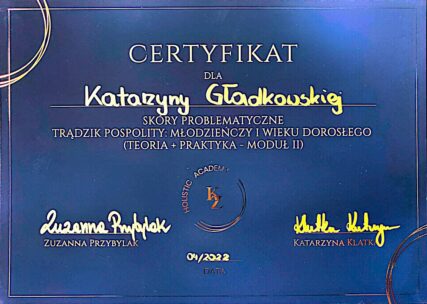 CERTYFIKAT
DLA
Katarzyny Gładkowskiej
SKÓRY PROBLEMATYCZNE
TRĄDZIK POSPOLITY: MŁODZIEŃCZY I WIEKU DOROSŁEGO
(TEORIA + PRAKTYKA - MODUŁ II)
HOLISTIC ACADEMY
KZ
Zuzanna Przybylak
ZUZANNA PRZYBYLAK
KATARZYNA KLATK
04/2022
DATA